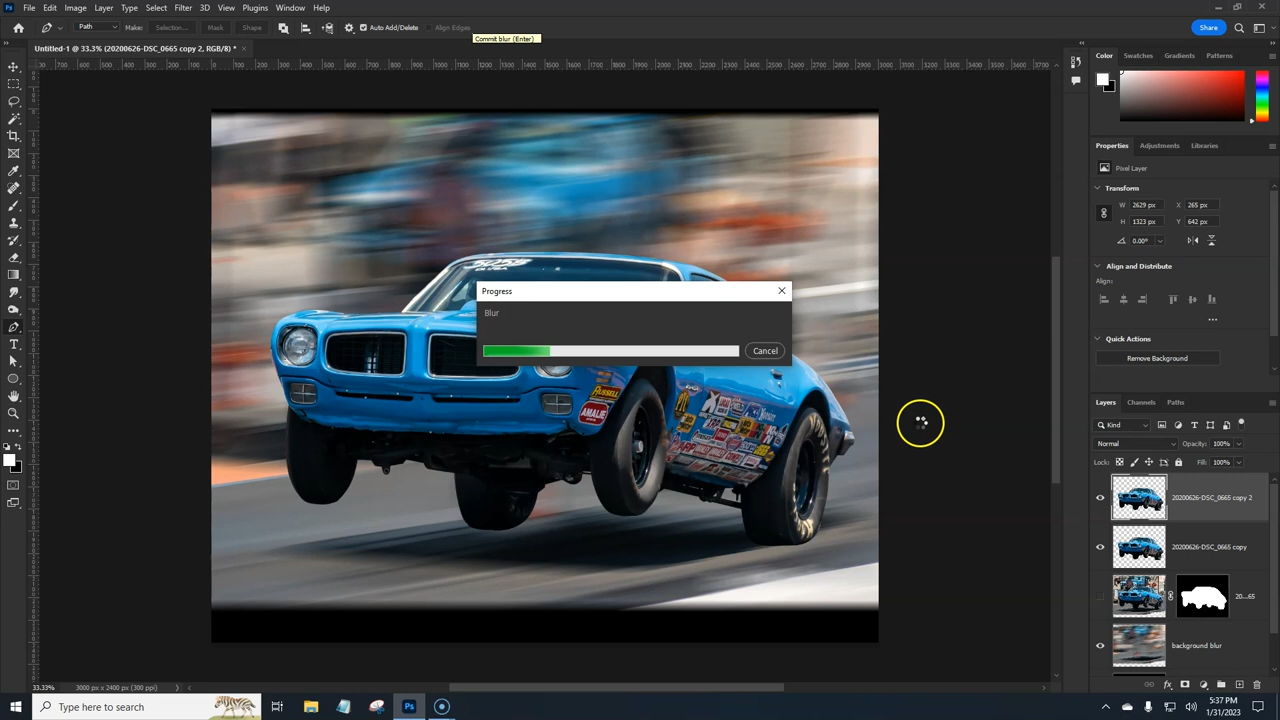 File Edit Image Layer Type Select Filter 3D View Plugins Window Help
Path Make: Selection... Mask Shape Auto Add/Delete Align Edges Share
Commit blur (Enter)
Untitled-1 @ 33.3% (20200626-DSC_0665 copy 2, RGB/8) *
Color Swatches Gradients Patterns
Properties Adjustments Libraries
Pixel Layer
Transform
W 2629 px X 265 px
H 1323 px Y 642 px
0.00°
Align and Distribute
Align:
Quick Actions
Remove Background
Progress
Blur
Cancel
RUSSELL
AMALIE
Layers Channels Paths
Kind
Normal Opacity: 100%
Lock: Fill: 100%
20200626-DSC_0665 copy 2
20200626-DSC_0665 copy
20...65
background blur
33.33% 3000 px x 2400 px (300 ppi)
Type here to search
Ps
5:37 PM
1/31/2023